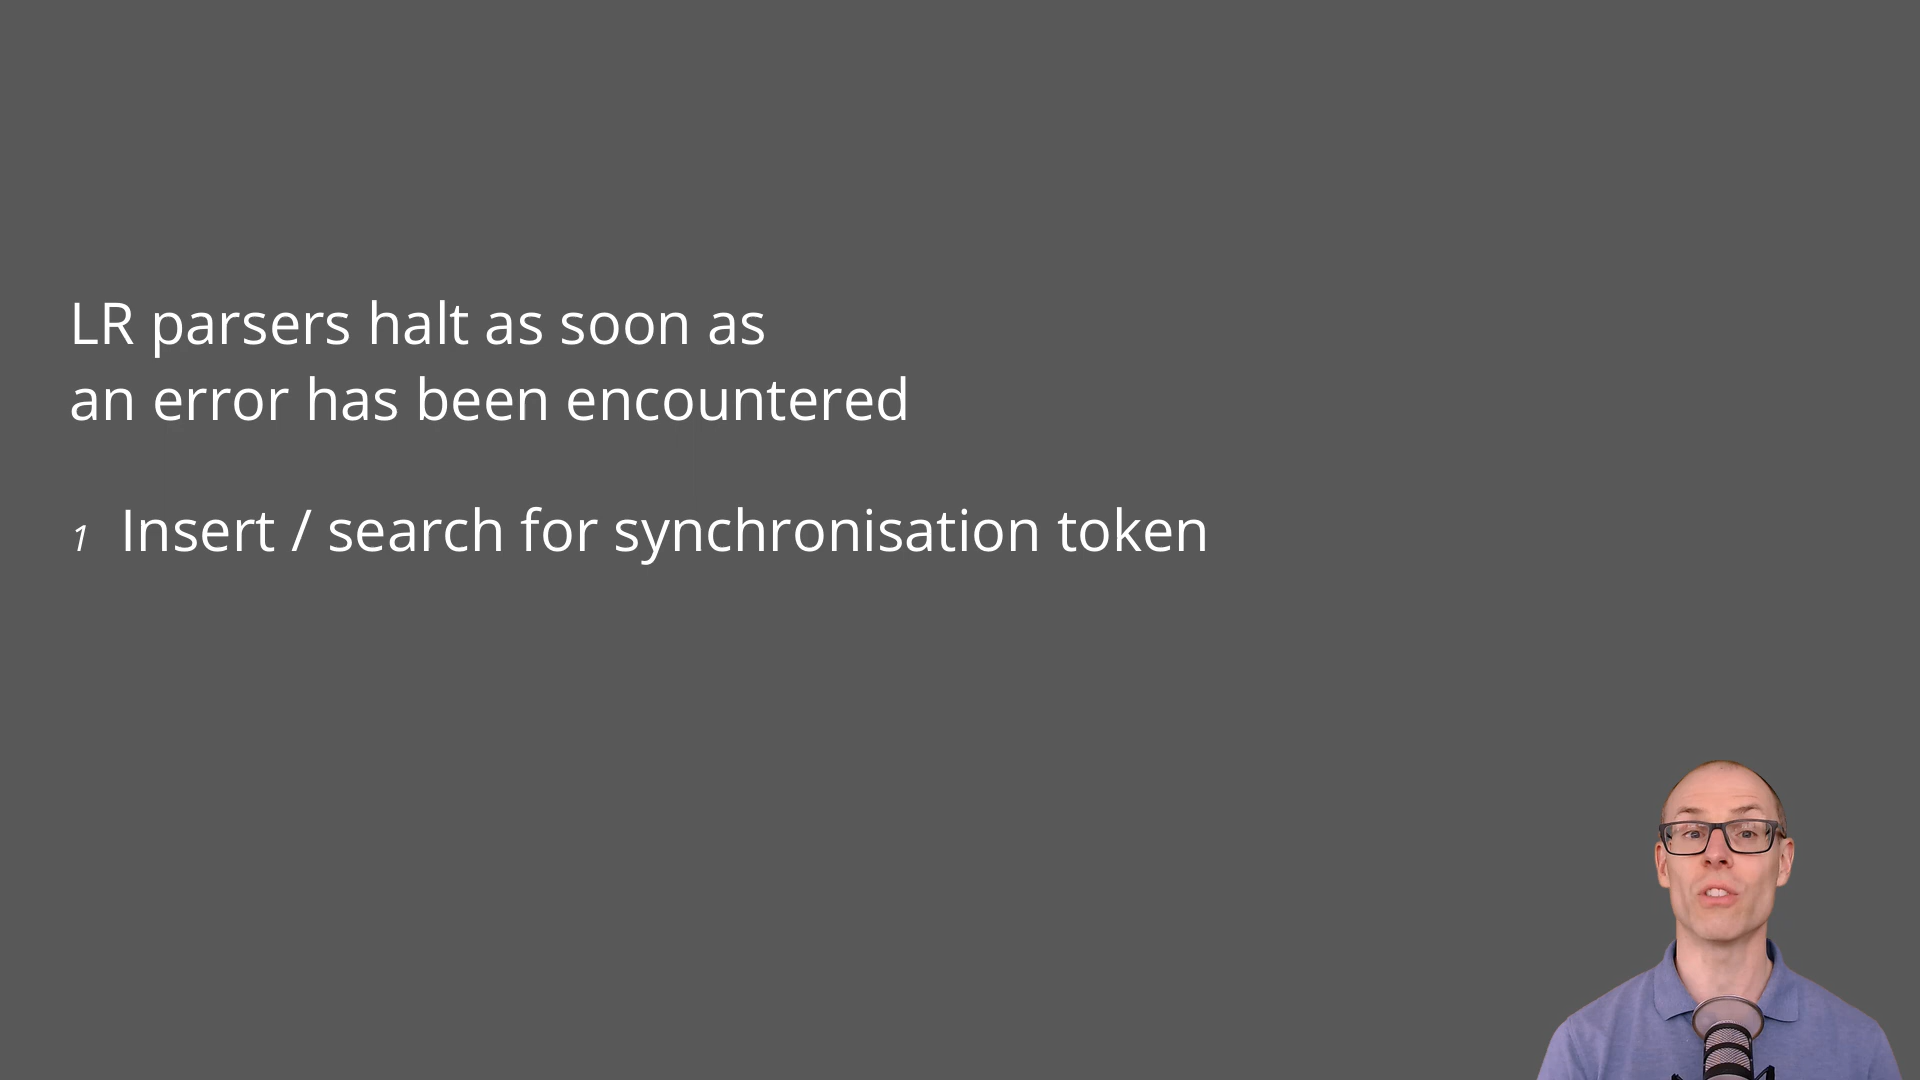 LR parsers halt as soon as
an error has been encountered
1 Insert / search for synchronisation token